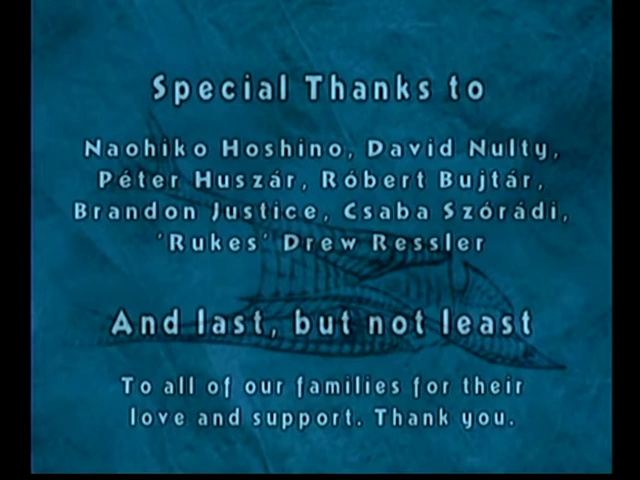 Special Thanks to
Naohiko Hoshino, David Nulty,
Péter Huszár, Róbert Bujtár,
Brandon Justice, Csaba Szórádi,
'Rukes' Drew Ressler
And last, but not least
To all of our families for their
love and support. Thank you.